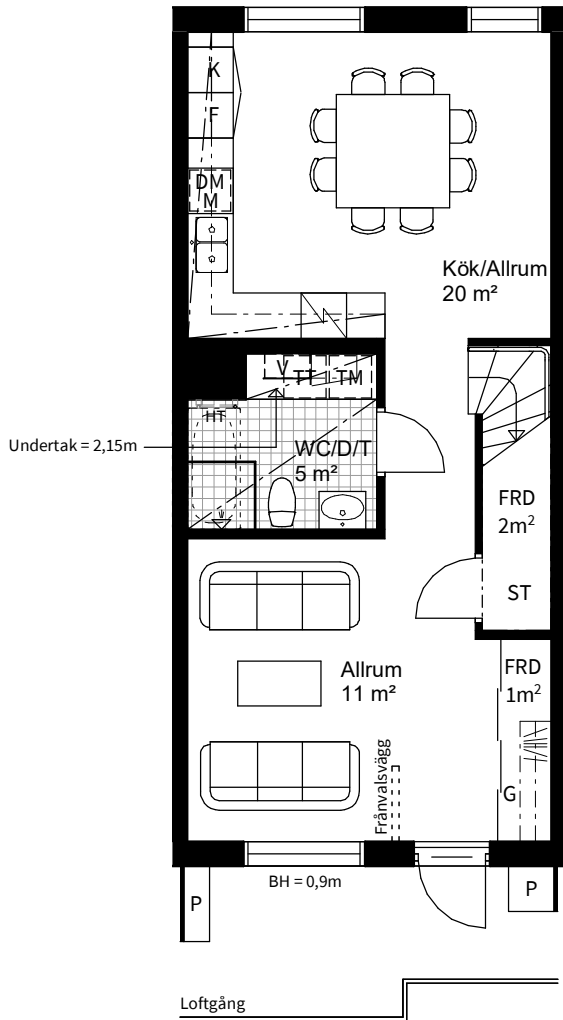 K
F
DM
M
Kök/Allrum
20 m²
V
TT TM
HT
Undertak = 2,15m
WC/D/T
5 m²
FRD
2m²
ST
Allrum
11 m²
FRD
1m²
Frånvalsvägg
G
BH = 0,9m
P
P
Loftgång